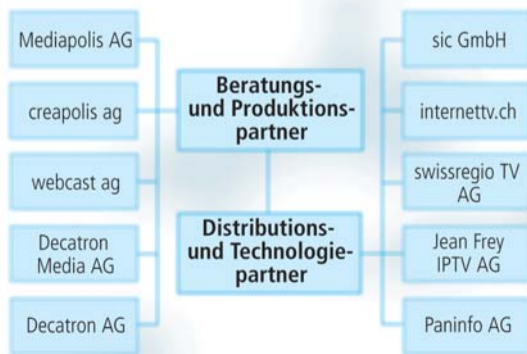 Mediapolis AG
creapolis ag
webcast ag
Decatron
Media AG
Decatron AG
Beratungs-
und Produktions-
partner
Distributions-
und Technologie-
partner
sic GmbH
internettv.ch
swissregio TV
AG
Jean Frey
IPTV AG
Paninfo AG